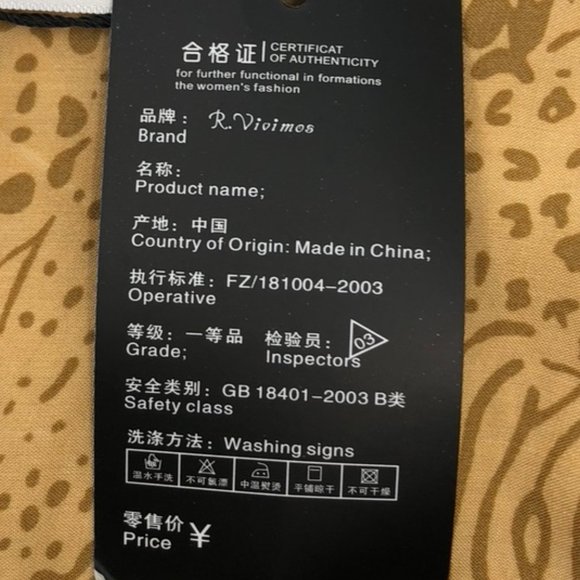 合格证 CERTIFICAT OF AUTHENTICITY
for further functional in formations
the women's fashion
品牌： R.Vivimos
Brand
名称：
Product name;
产地：中国
Country of Origin: Made in China;
执行标准：FZ/181004-2003
Operative
等级：一等品 检验员： 03
Grade; Inspectors
安全类别：GB 18401-2003 B类
Safety class
洗涤方法：Washing signs
温水手洗 不可氯漂 中温熨烫 平铺晾干 不可干燥
零售价 ¥
Price